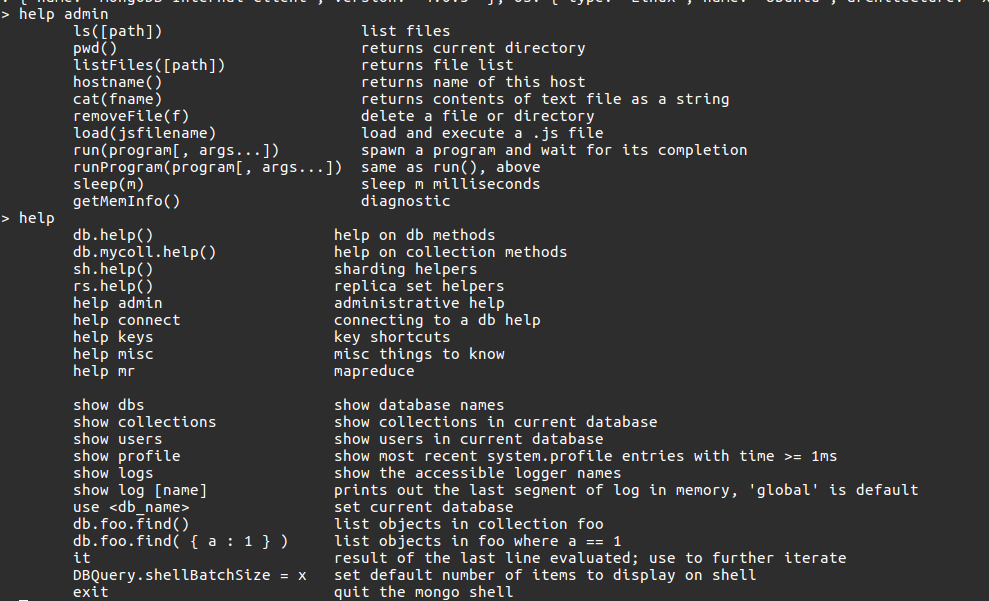 > help admin
ls([path]) list files
pwd() returns current directory
listFiles([path]) returns file list
hostname() returns name of this host
cat(fname) returns contents of text file as a string
removeFile(f) delete a file or directory
load(jsfilename) load and execute a .js file
run(program[, args...]) spawn a program and wait for its completion
runProgram(program[, args...]) same as run(), above
sleep(m) sleep m milliseconds
getMemInfo() diagnostic
> help
db.help() help on db methods
db.mycoll.help() help on collection methods
sh.help() sharding helpers
rs.help() replica set helpers
help admin administrative help
help connect connecting to a db help
help keys key shortcuts
help misc misc things to know
help mr mapreduce
show dbs show database names
show collections show collections in current database
show users show users in current database
show profile show most recent system.profile entries with time >= 1ms
show logs show the accessible logger names
show log [name] prints out the last segment of log in memory, 'global' is default
use <db_name> set current database
db.foo.find() list objects in collection foo
db.foo.find( { a : 1 } ) list objects in foo where a == 1
it result of the last line evaluated; use to further iterate
DBQuery.shellBatchSize = x set default number of items to display on shell
exit quit the mongo shell